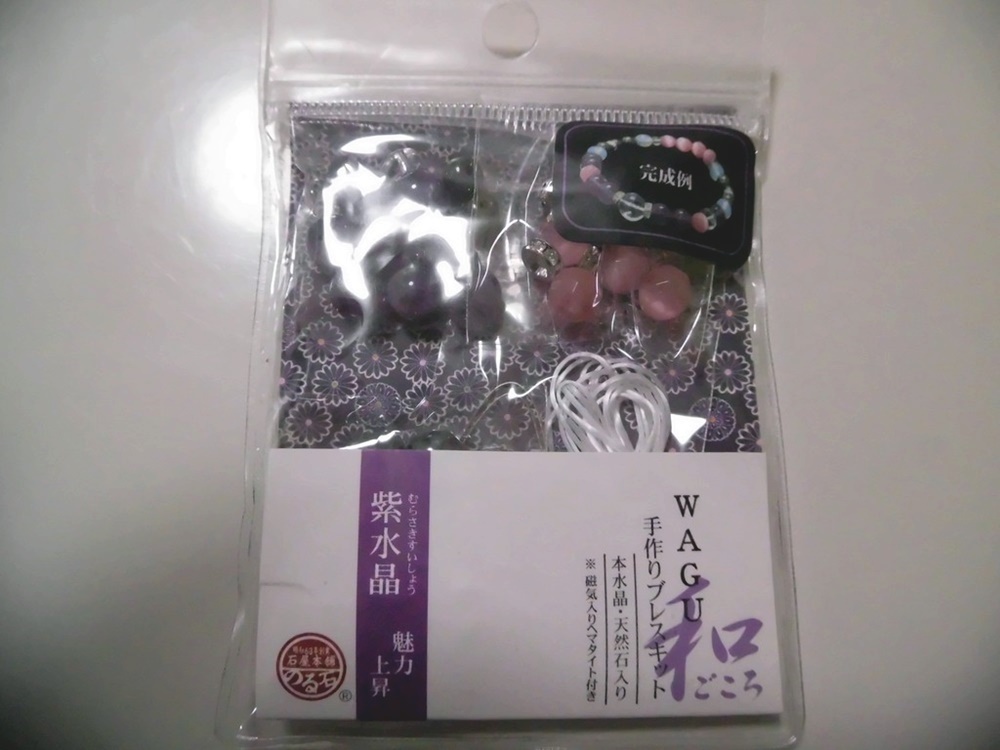 完成例
WAGU
和ごころ
手作りブレスキット
本水晶・天然石入り
※磁気入りヘマタイト付き
むらさきすいしょう
紫水晶
魅力
上昇
石屋本舗
のる石
®